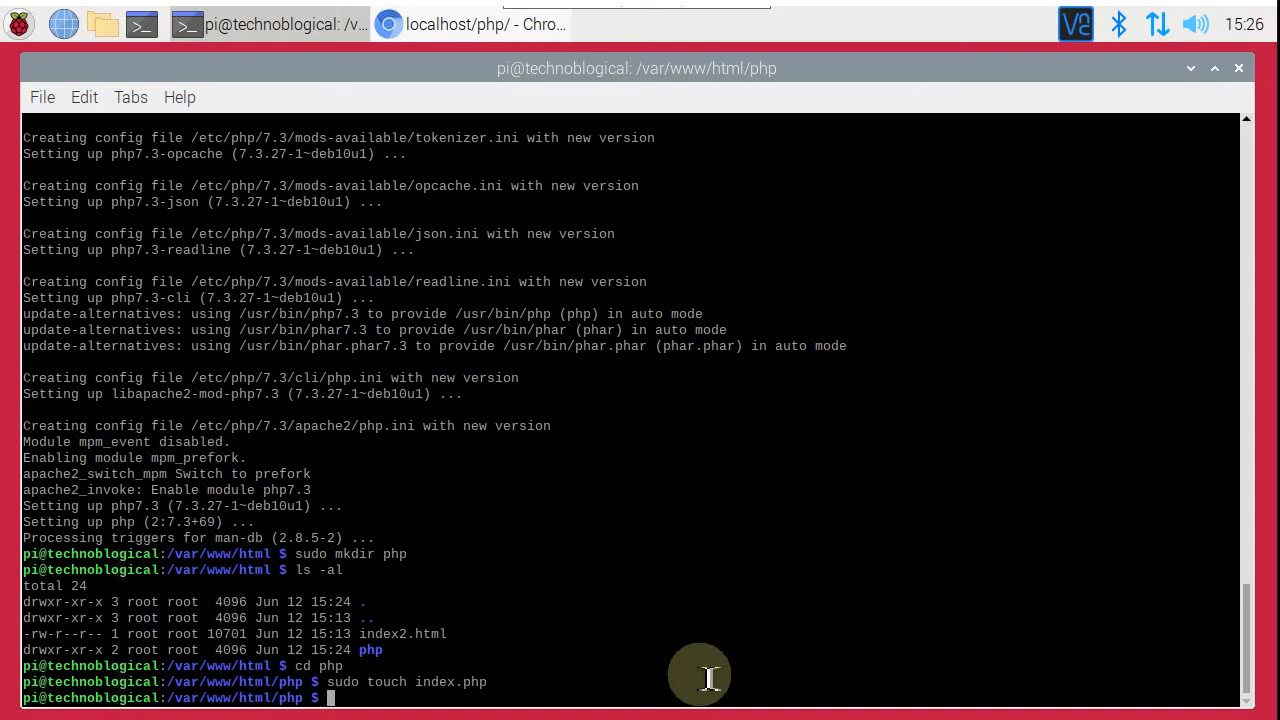 pi@technoblogical: /v...
localhost/php/ - Chro...
15:26
pi@technoblogical: /var/www/html/php
File Edit Tabs Help
Creating config file /etc/php/7.3/mods-available/tokenizer.ini with new version
Setting up php7.3-opcache (7.3.27-1~deb10u1) ...
Creating config file /etc/php/7.3/mods-available/opcache.ini with new version
Setting up php7.3-json (7.3.27-1~deb10u1) ...
Creating config file /etc/php/7.3/mods-available/json.ini with new version
Setting up php7.3-readline (7.3.27-1~deb10u1) ...
Creating config file /etc/php/7.3/mods-available/readline.ini with new version
Setting up php7.3-cli (7.3.27-1~deb10u1) ...
update-alternatives: using /usr/bin/php7.3 to provide /usr/bin/php (php) in auto mode
update-alternatives: using /usr/bin/phar7.3 to provide /usr/bin/phar (phar) in auto mode
update-alternatives: using /usr/bin/phar.phar7.3 to provide /usr/bin/phar.phar (phar.phar) in auto mode
Creating config file /etc/php/7.3/cli/php.ini with new version
Setting up libapache2-mod-php7.3 (7.3.27-1~deb10u1) ...
Creating config file /etc/php/7.3/apache2/php.ini with new version
Module mpm_event disabled.
Enabling module mpm_prefork.
apache2_switch_mpm Switch to prefork
apache2_invoke: Enable module php7.3
Setting up php7.3 (7.3.27-1~deb10u1) ...
Setting up php (2:7.3+69) ...
Processing triggers for man-db (2.8.5-2) ...
pi@technoblogical:/var/www/html $ sudo mkdir php
pi@technoblogical:/var/www/html $ ls -al
total 24
drwxr-xr-x 3 root root  4096 Jun 12 15:24 .
drwxr-xr-x 3 root root  4096 Jun 12 15:13 ..
-rw-r--r-- 1 root root 10701 Jun 12 15:13 index2.html
drwxr-xr-x 2 root root  4096 Jun 12 15:24 php
pi@technoblogical:/var/www/html $ cd php
pi@technoblogical:/var/www/html/php $ sudo touch index.php
pi@technoblogical:/var/www/html/php $